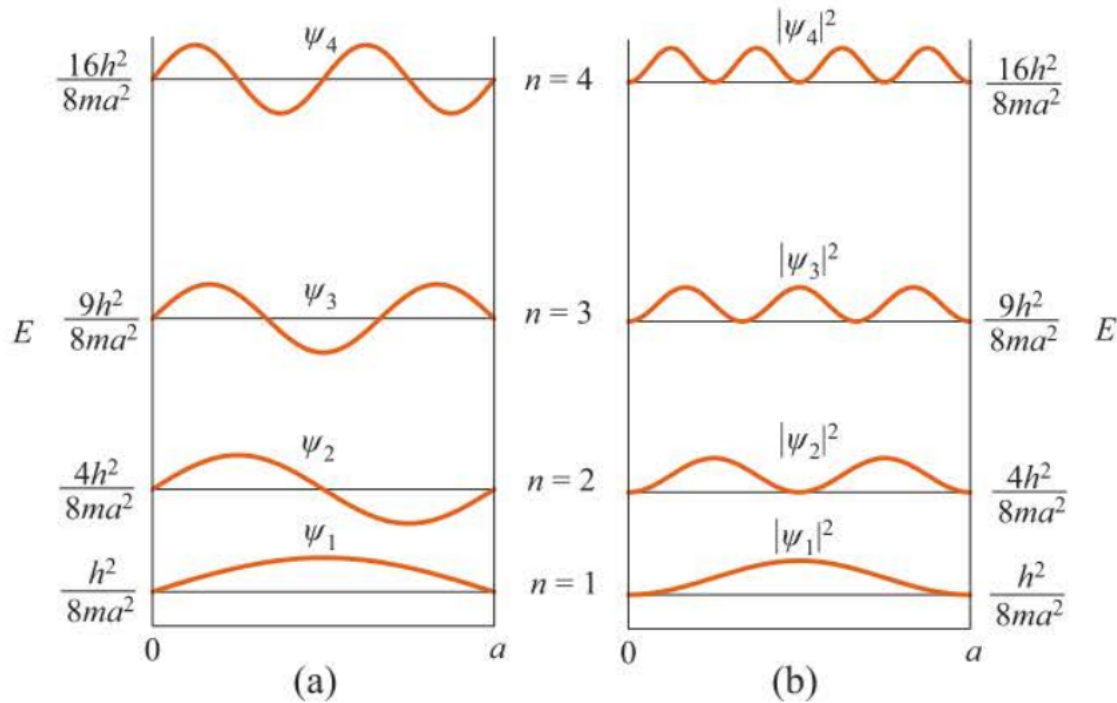 ψ₄
16h²
8ma²
n = 4
|ψ₄|²
16h²
8ma²
ψ₃
E
9h²
8ma²
n = 3
|ψ₃|²
9h²
8ma²
E
ψ₂
4h²
8ma²
n = 2
|ψ₂|²
4h²
8ma²
ψ₁
h²
8ma²
n = 1
|ψ₁|²
h²
8ma²
0
a
0
a
(a)
(b)